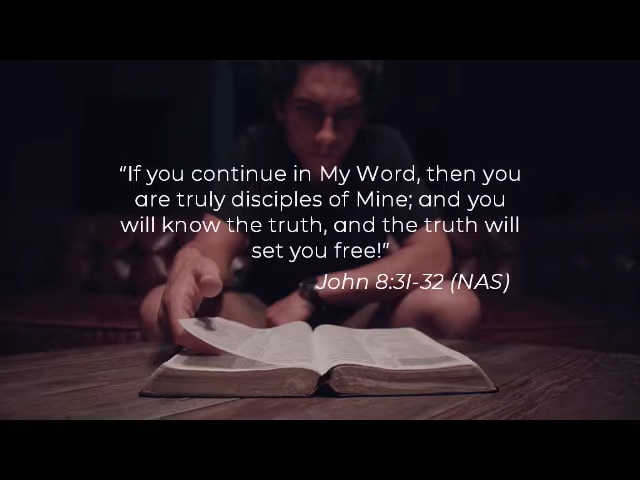 “If you continue in My Word, then you
are truly disciples of Mine; and you
will know the truth, and the truth will
set you free!”
John 8:31-32 (NAS)